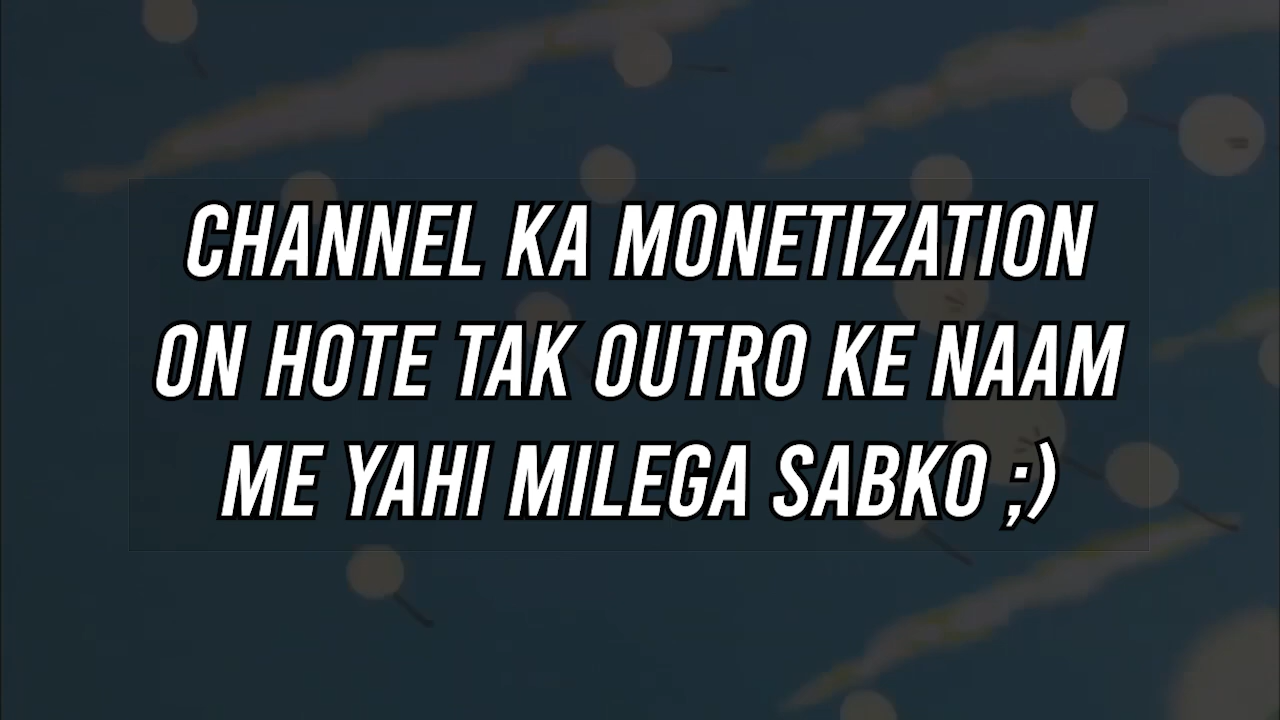 CHANNEL KA MONETIZATION
ON HOTE TAK OUTRO KE NAAM
ME YAHI MILEGA SABKO ;)